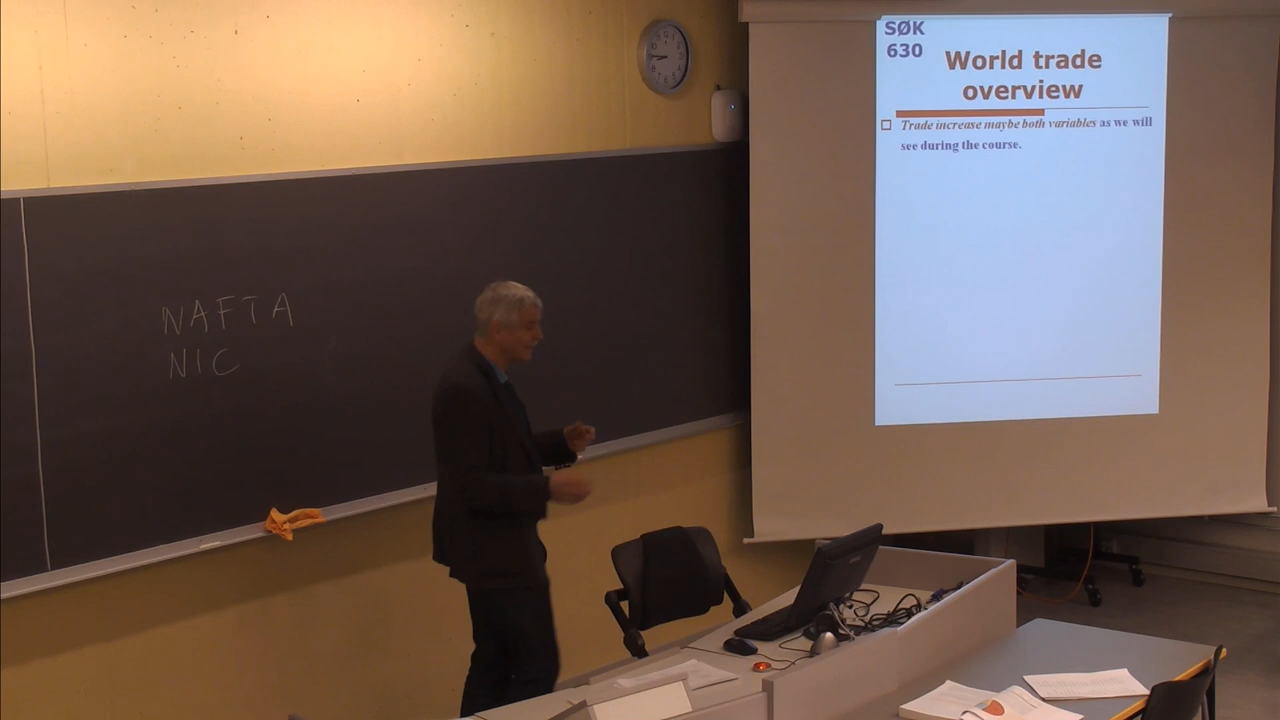 NAFTA
NIC
SØK
630
World trade
overview
Trade increase maybe both variables as we will
see during the course.